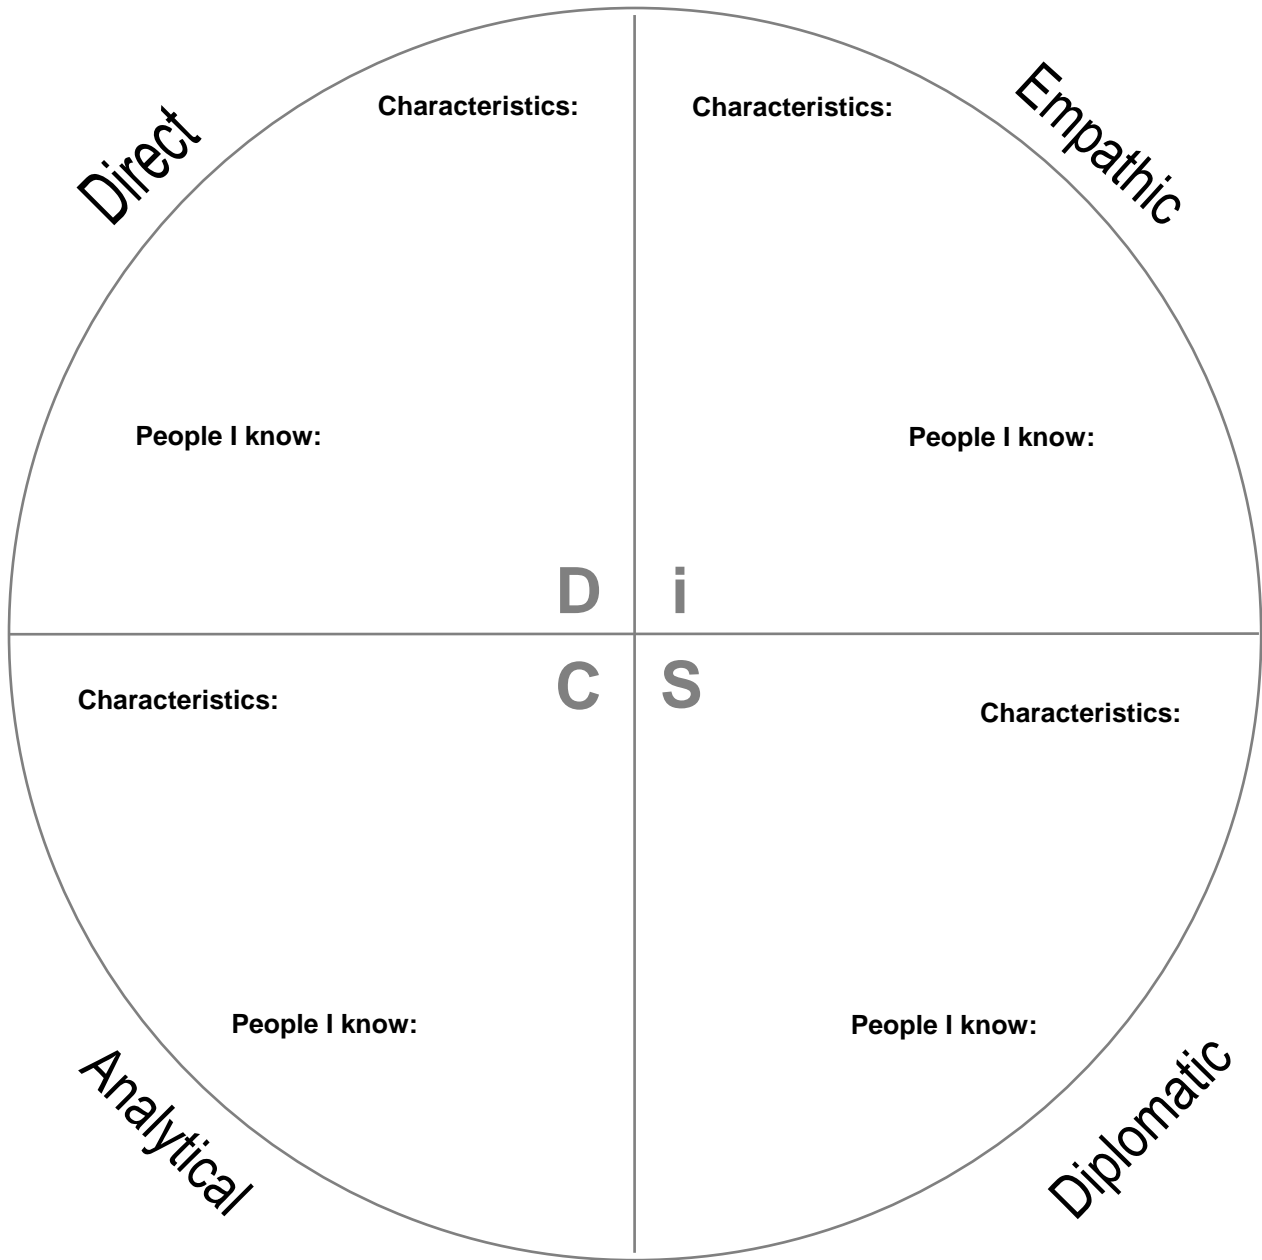 Direct
Empathic
Characteristics:
Characteristics:
People I know:
People I know:
D
i
C
S
Characteristics:
Characteristics:
People I know:
People I know:
Analytical
Diplomatic